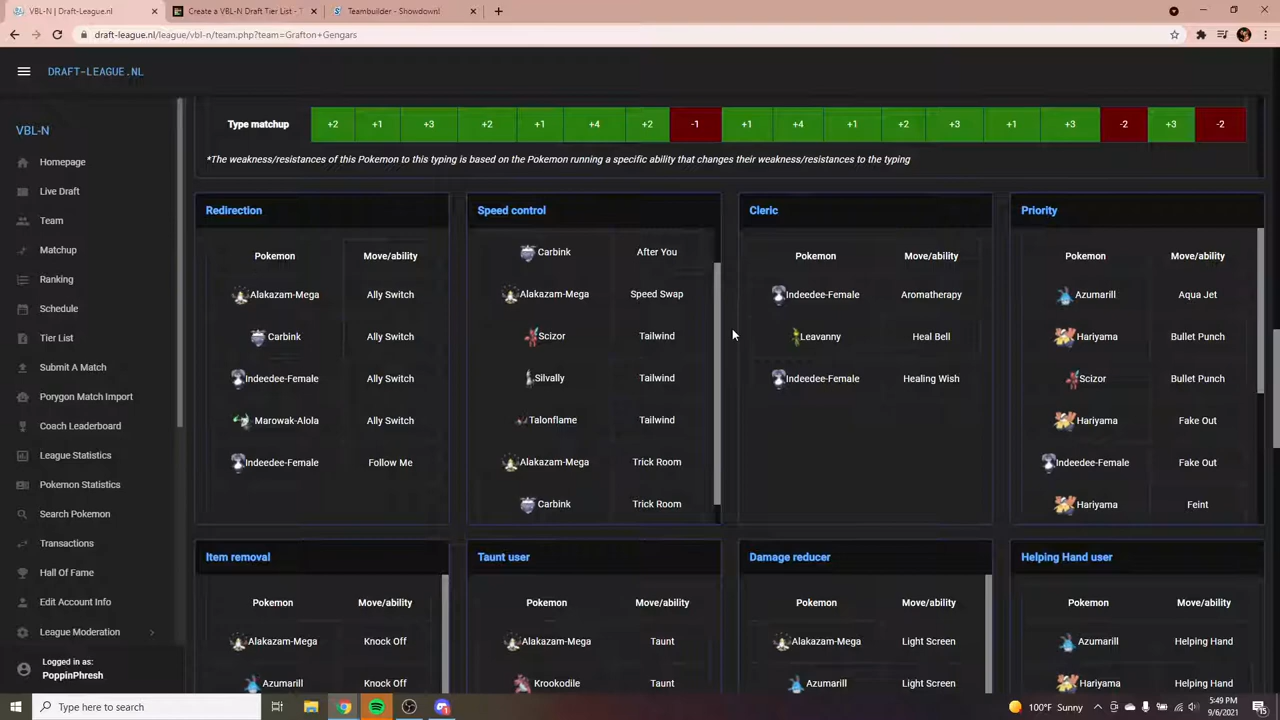 VBL-N | Draft-League.nl
Create a VBL-N Draft Tier List -
Teambuilder - Showdown!
draft-league.nl/league/vbl-n/team.php?team=Grafton+Gengars
DRAFT-LEAGUE.NL
VBL-N
Homepage
Live Draft
Team
Matchup
Ranking
Schedule
Tier List
Submit A Match
Porygon Match Import
Coach Leaderboard
League Statistics
Pokemon Statistics
Search Pokemon
Transactions
Hall Of Fame
Edit Account Info
League Moderation
Logged in as:
PoppinPhresh
Type matchup +2 +1 +3 +2 +1 +4 +2 -1 +1 +4 +1 +2 +3 +1 +3 -2 +3 -2
*The weakness/resistances of this Pokemon to this typing is based on the Pokemon running a specific ability that changes their weakness/resistances to the typing
Redirection
Pokemon Move/ability
Alakazam-Mega Ally Switch
Carbink Ally Switch
Indeedee-Female Ally Switch
Marowak-Alola Ally Switch
Indeedee-Female Follow Me
Speed control
Carbink After You
Alakazam-Mega Speed Swap
Scizor Tailwind
Silvally Tailwind
Talonflame Tailwind
Alakazam-Mega Trick Room
Carbink Trick Room
Cleric
Pokemon Move/ability
Indeedee-Female Aromatherapy
Leavanny Heal Bell
Indeedee-Female Healing Wish
Priority
Pokemon Move/ability
Azumarill Aqua Jet
Hariyama Bullet Punch
Scizor Bullet Punch
Hariyama Fake Out
Indeedee-Female Fake Out
Hariyama Feint
Item removal
Pokemon Move/ability
Alakazam-Mega Knock Off
Azumarill Knock Off
Taunt user
Pokemon Move/ability
Alakazam-Mega Taunt
Krookodile Taunt
Damage reducer
Pokemon Move/ability
Alakazam-Mega Light Screen
Azumarill Light Screen
Helping Hand user
Pokemon Move/ability
Azumarill Helping Hand
Hariyama Helping Hand
Type here to search
100°F Sunny
5:49 PM
9/6/2021
15